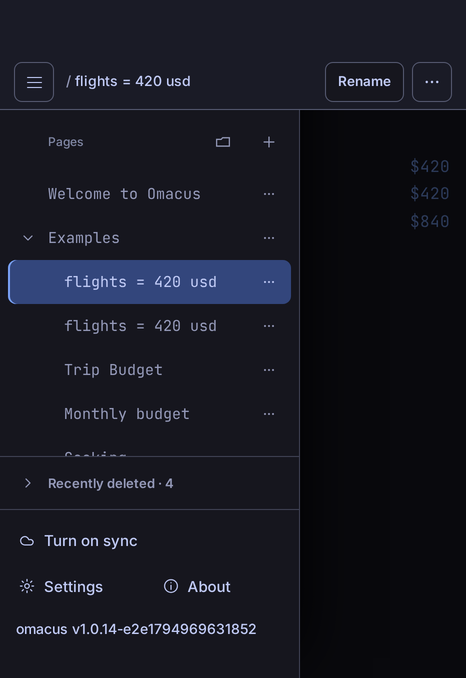 / flights = 420 usd
Rename
Pages
$420
Welcome to Omacus
$420
$840
Examples
flights = 420 usd
flights = 420 usd
Trip Budget
Monthly budget
Cooking
Recently deleted · 4
Turn on sync
Settings
About
omacus v1.0.14-e2e1794969631852